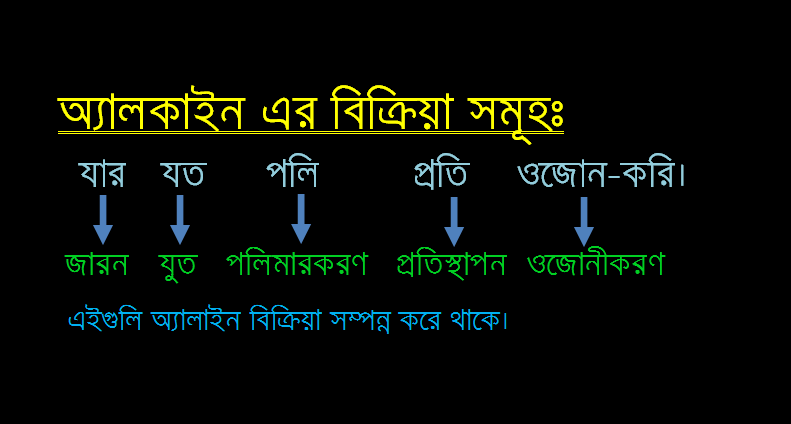 অ্যালকাইন এর বিক্রিয়া সমূহঃ
যার যত পলি প্রতি ওজোন-করি।
জারন যুত পলিমারকরণ প্রতিস্থাপন ওজোনীকরণ
এইগুলি অ্যালাইন বিক্রিয়া সম্পন্ন করে থাকে।